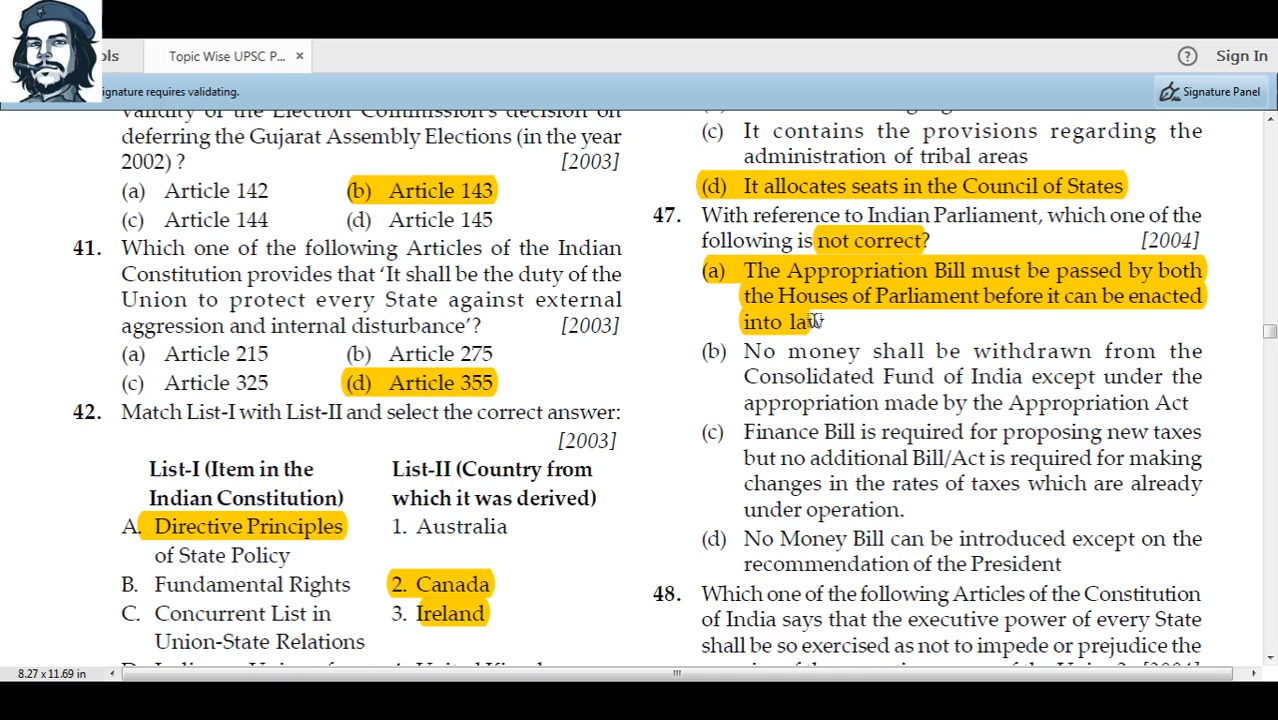 ols
Topic Wise UPSC P... ×
? Sign In
ignature requires validating.
Signature Panel
validity of the Election Commission's decision on
deferring the Gujarat Assembly Elections (in the year
2002) ? [2003]
(a) Article 142 (b) Article 143
(c) Article 144 (d) Article 145
41. Which one of the following Articles of the Indian
Constitution provides that 'It shall be the duty of the
Union to protect every State against external
aggression and internal disturbance'? [2003]
(a) Article 215 (b) Article 275
(c) Article 325 (d) Article 355
42. Match List-I with List-II and select the correct answer:
[2003]
List-I (Item in the List-II (Country from
Indian Constitution) which it was derived)
A. Directive Principles 1. Australia
of State Policy
B. Fundamental Rights 2. Canada
C. Concurrent List in 3. Ireland
Union-State Relations
(c) It contains the provisions regarding the
administration of tribal areas
(d) It allocates seats in the Council of States
47. With reference to Indian Parliament, which one of the
following is not correct? [2004]
(a) The Appropriation Bill must be passed by both
the Houses of Parliament before it can be enacted
into law
(b) No money shall be withdrawn from the
Consolidated Fund of India except under the
appropriation made by the Appropriation Act
(c) Finance Bill is required for proposing new taxes
but no additional Bill/Act is required for making
changes in the rates of taxes which are already
under operation.
(d) No Money Bill can be introduced except on the
recommendation of the President
48. Which one of the following Articles of the Constitution
of India says that the executive power of every State
shall be so exercised as not to impede or prejudice the
8.27 x 11.69 in